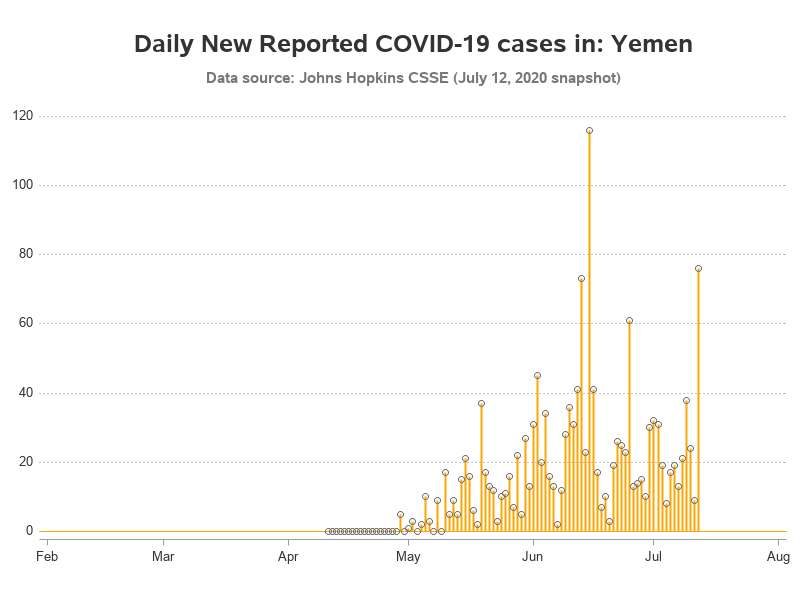 Daily New Reported COVID-19 cases in: Yemen
Data source: Johns Hopkins CSSE (July 12, 2020 snapshot)
120
100
80
60
40
20
0
Feb Mar Apr May Jun Jul Aug